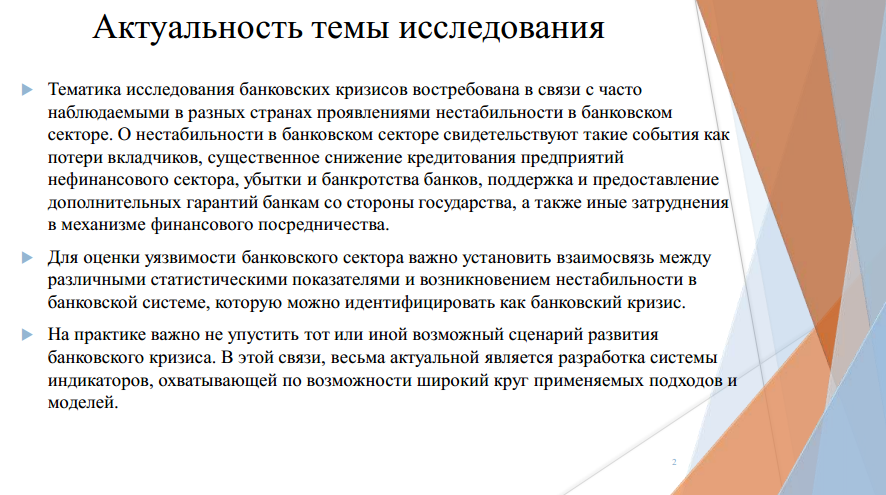 Актуальность темы исследования
Тематика исследования банковских кризисов востребована в связи с часто
наблюдаемыми в разных странах проявлениями нестабильности в банковском
секторе. О нестабильности в банковском секторе свидетельствуют такие события как
потери вкладчиков, существенное снижение кредитования предприятий
нефинансового сектора, убытки и банкротства банков, поддержка и предоставление
дополнительных гарантий банкам со стороны государства, а также иные затруднения
в механизме финансового посредничества.
Для оценки уязвимости банковского сектора важно установить взаимосвязь между
различными статистическими показателями и возникновением нестабильности в
банковской системе, которую можно идентифицировать как банковский кризис.
На практике важно не упустить тот или иной возможный сценарий развития
банковского кризиса. В этой связи, весьма актуальной является разработка системы
индикаторов, охватывающей по возможности широкий круг применяемых подходов и
моделей.
2